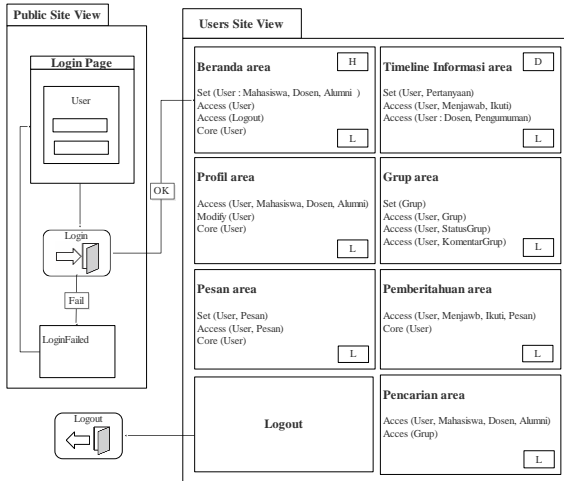 Public Site View
Login Page
User
Login
OK
Fail
LoginFailed
Logout
Users Site View
Beranda area
H
Set (User : Mahasiswa, Dosen, Alumni )
Access (User)
Access (Logout)
Core (User)
L
Timeline Informasi area
D
Set (User, Pertanyaan)
Access (User, Menjawab, Ikuti)
Access (User : Dosen, Pengumuman)
L
Profil area
Access (User, Mahasiswa, Dosen, Alumni)
Modify (User)
Core (User)
L
Grup area
Set (Grup)
Access (User, Grup)
Access (User, StatusGrup)
Access (User, KomentarGrup)
L
Pesan area
Set (User, Pesan)
Access (User, Pesan)
Core (User)
L
Pemberitahuan area
Access (User, Menjawb, Ikuti, Pesan)
Core (User)
L
Logout
Pencarian area
Acces (User, Mahasiswa, Dosen, Alumni)
Acces (Grup)
L